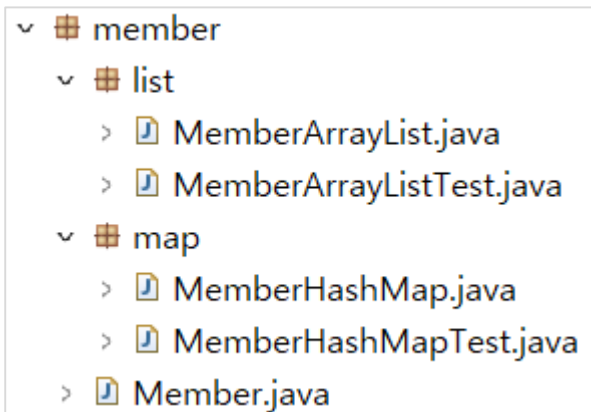 member
list
MemberArrayList.java
MemberArrayListTest.java
map
MemberHashMap.java
MemberHashMapTest.java
Member.java